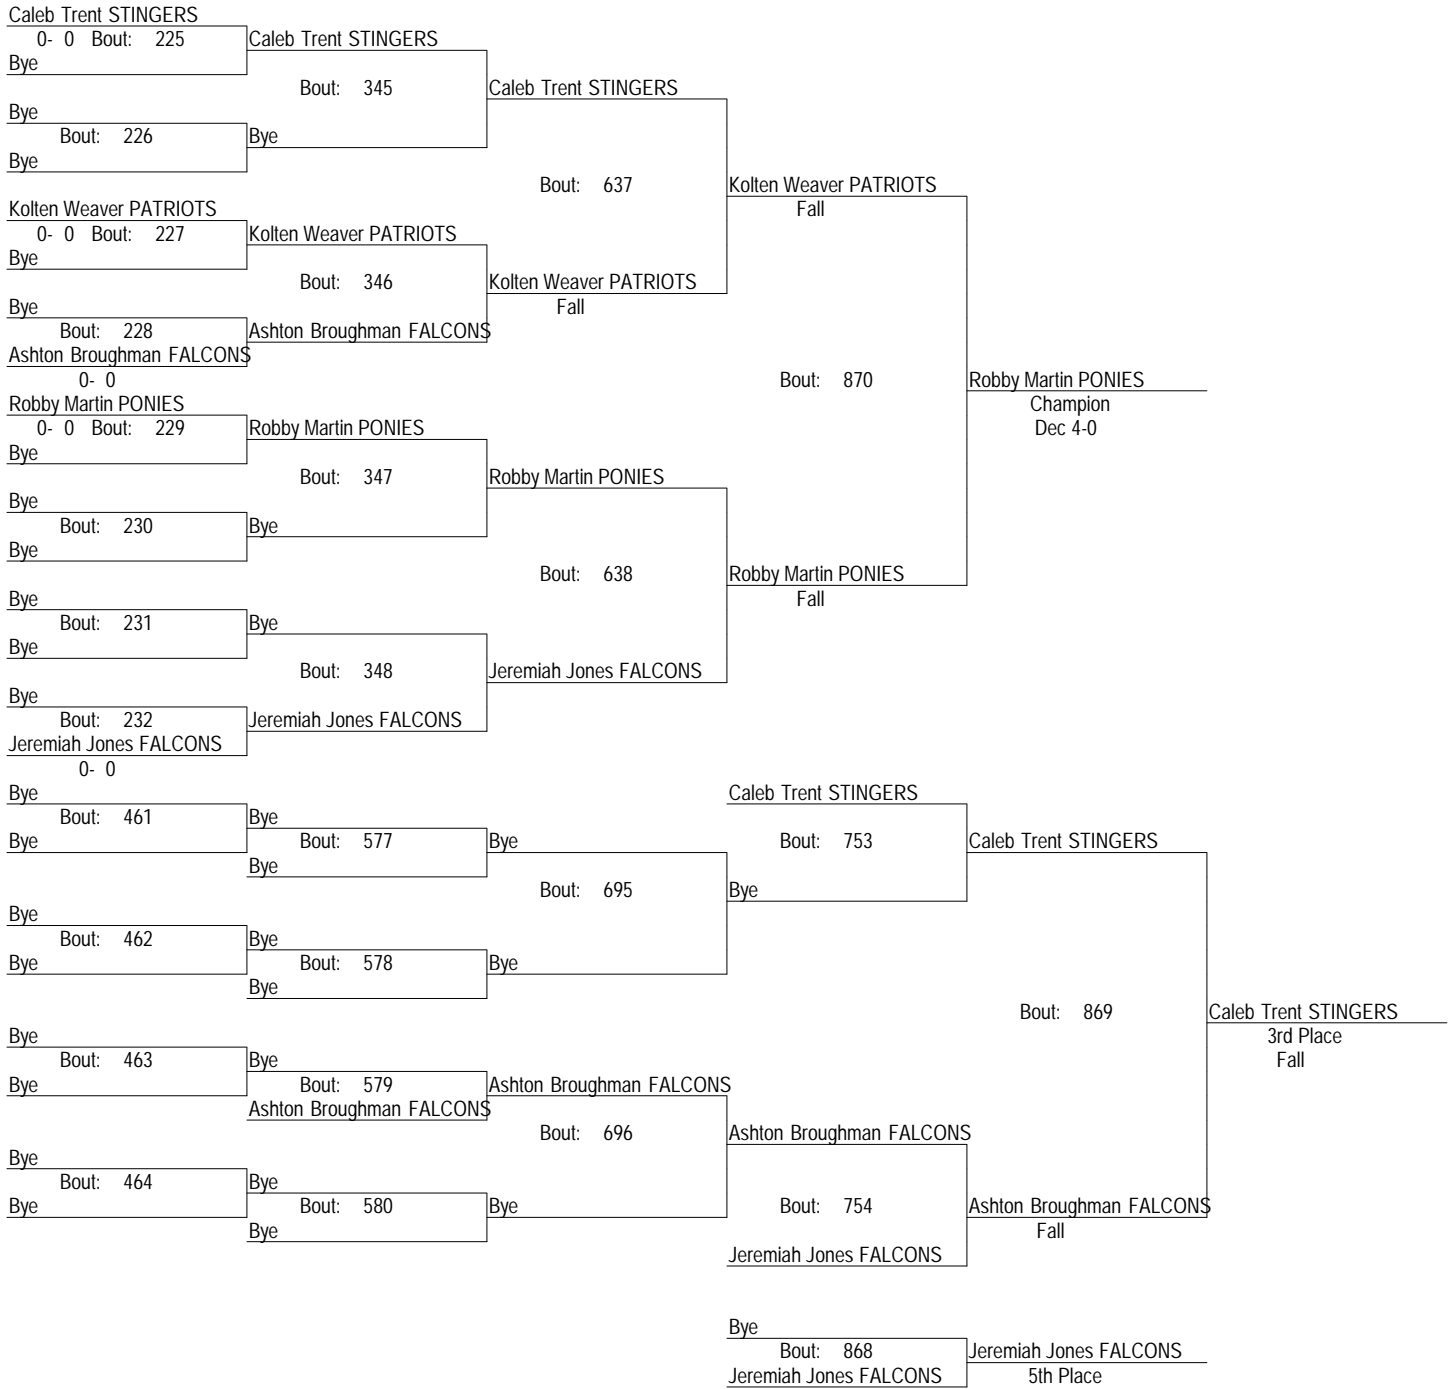 Caleb Trent STINGERS
0- 0 Bout: 225
Caleb Trent STINGERS
Bye
Bout: 345
Caleb Trent STINGERS
Bye
Bout: 226
Bye
Bye
Bout: 637
Kolten Weaver PATRIOTS
Fall
Kolten Weaver PATRIOTS
0- 0 Bout: 227
Kolten Weaver PATRIOTS
Bye
Bout: 346
Kolten Weaver PATRIOTS
Fall
Bye
Bout: 228
Ashton Broughman FALCONS
Ashton Broughman FALCONS
0- 0
Bout: 870
Robby Martin PONIES
Champion
Dec 4-0
Robby Martin PONIES
0- 0 Bout: 229
Robby Martin PONIES
Bye
Bout: 347
Robby Martin PONIES
Bye
Bout: 230
Bye
Bye
Bout: 638
Robby Martin PONIES
Fall
Bye
Bout: 231
Bye
Bye
Bout: 348
Jeremiah Jones FALCONS
Bye
Bout: 232
Jeremiah Jones FALCONS
Jeremiah Jones FALCONS
0- 0
Bye
Caleb Trent STINGERS
Bout: 461
Bye
Bye
Bout: 577
Bye
Bout: 753
Caleb Trent STINGERS
Bye
Bout: 695
Bye
Bye
Bout: 462
Bye
Bye
Bout: 578
Bye
Bye
Bout: 869
Caleb Trent STINGERS
3rd Place
Fall
Bye
Bout: 463
Bye
Bye
Bout: 579
Ashton Broughman FALCONS
Ashton Broughman FALCONS
Bout: 696
Ashton Broughman FALCONS
Bye
Bout: 464
Bye
Bye
Bout: 580
Bye
Bout: 754
Ashton Broughman FALCONS
Fall
Bye
Jeremiah Jones FALCONS
Bye
Bout: 868
Jeremiah Jones FALCONS
Jeremiah Jones FALCONS
5th Place